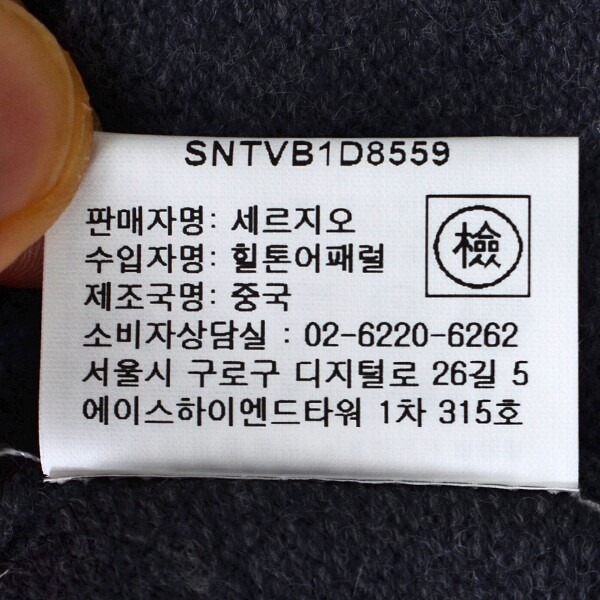 SNTVB1D8559
판매자명: 세르지오
수입자명: 힐톤어패럴
제조국명: 중국
檢
소비자상담실 : 02-6220-6262
서울시 구로구 디지털로 26길 5
에이스하이엔드타워 1차 315호